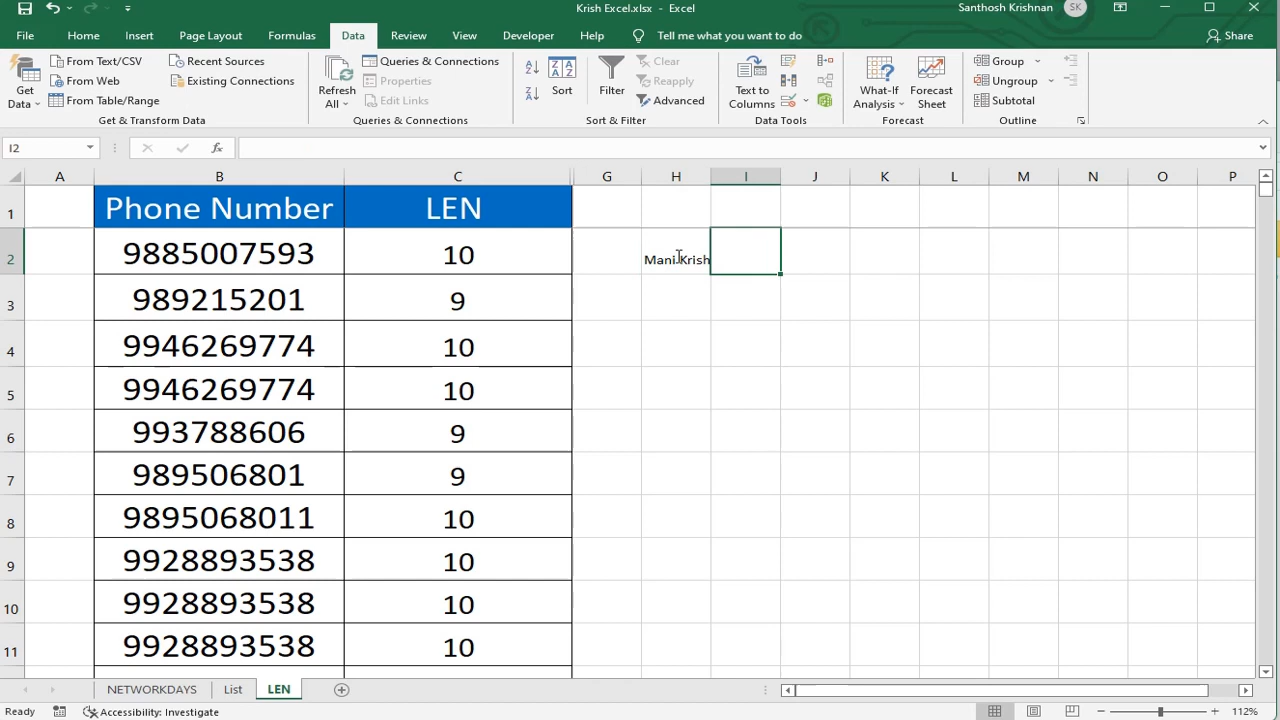 Krish Excel.xlsx - Excel
Santhosh Krishnan
SK
File
Home
Insert
Page Layout
Formulas
Data
Review
View
Developer
Help
Tell me what you want to do
Share
Get Data
From Text/CSV
From Web
From Table/Range
Recent Sources
Existing Connections
Get & Transform Data
Refresh All
Queries & Connections
Properties
Edit Links
Queries & Connections
Sort
Filter
Clear
Reapply
Advanced
Sort & Filter
Text to Columns
Data Tools
What-If Analysis
Forecast Sheet
Forecast
Group
Ungroup
Subtotal
Outline
I2
fx
A B C G H I J K L M N O P
1 Phone Number LEN
2 9885007593 10 Mani Krish
3 989215201 9
4 9946269774 10
5 9946269774 10
6 993788606 9
7 989506801 9
8 9895068011 10
9 9928893538 10
10 9928893538 10
11 9928893538 10
NETWORKDAYS
List
LEN
Ready
Accessibility: Investigate
112%